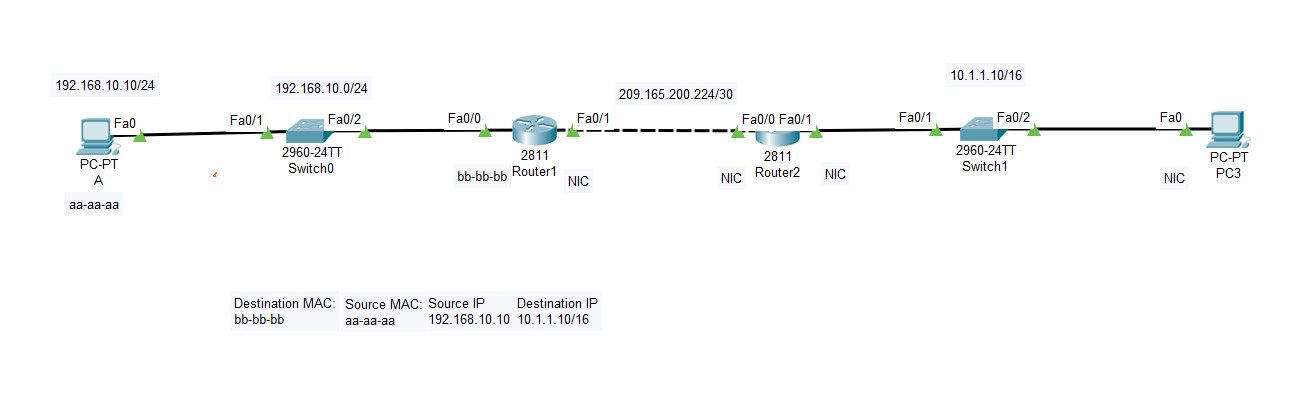 10.1.1.10/16
192.168.10.10/24
192.168.10.0/24
209.165.200.224/30
Fa0
Fa0/1
Fa0/2
Fa0/0
Fa0/1
Fa0/0
Fa0/1
Fa0/1
Fa0/2
Fa0
PC-PT
A
aa-aa-aa
2960-24TT
Switch0
2811
Router1
bb-bb-bb
NIC
NIC
2811
Router2
NIC
2960-24TT
Switch1
NIC
PC-PT
PC3
Destination MAC:
bb-bb-bb
Source MAC:
aa-aa-aa
Source IP
192.168.10.10
Destination IP
10.1.1.10/16